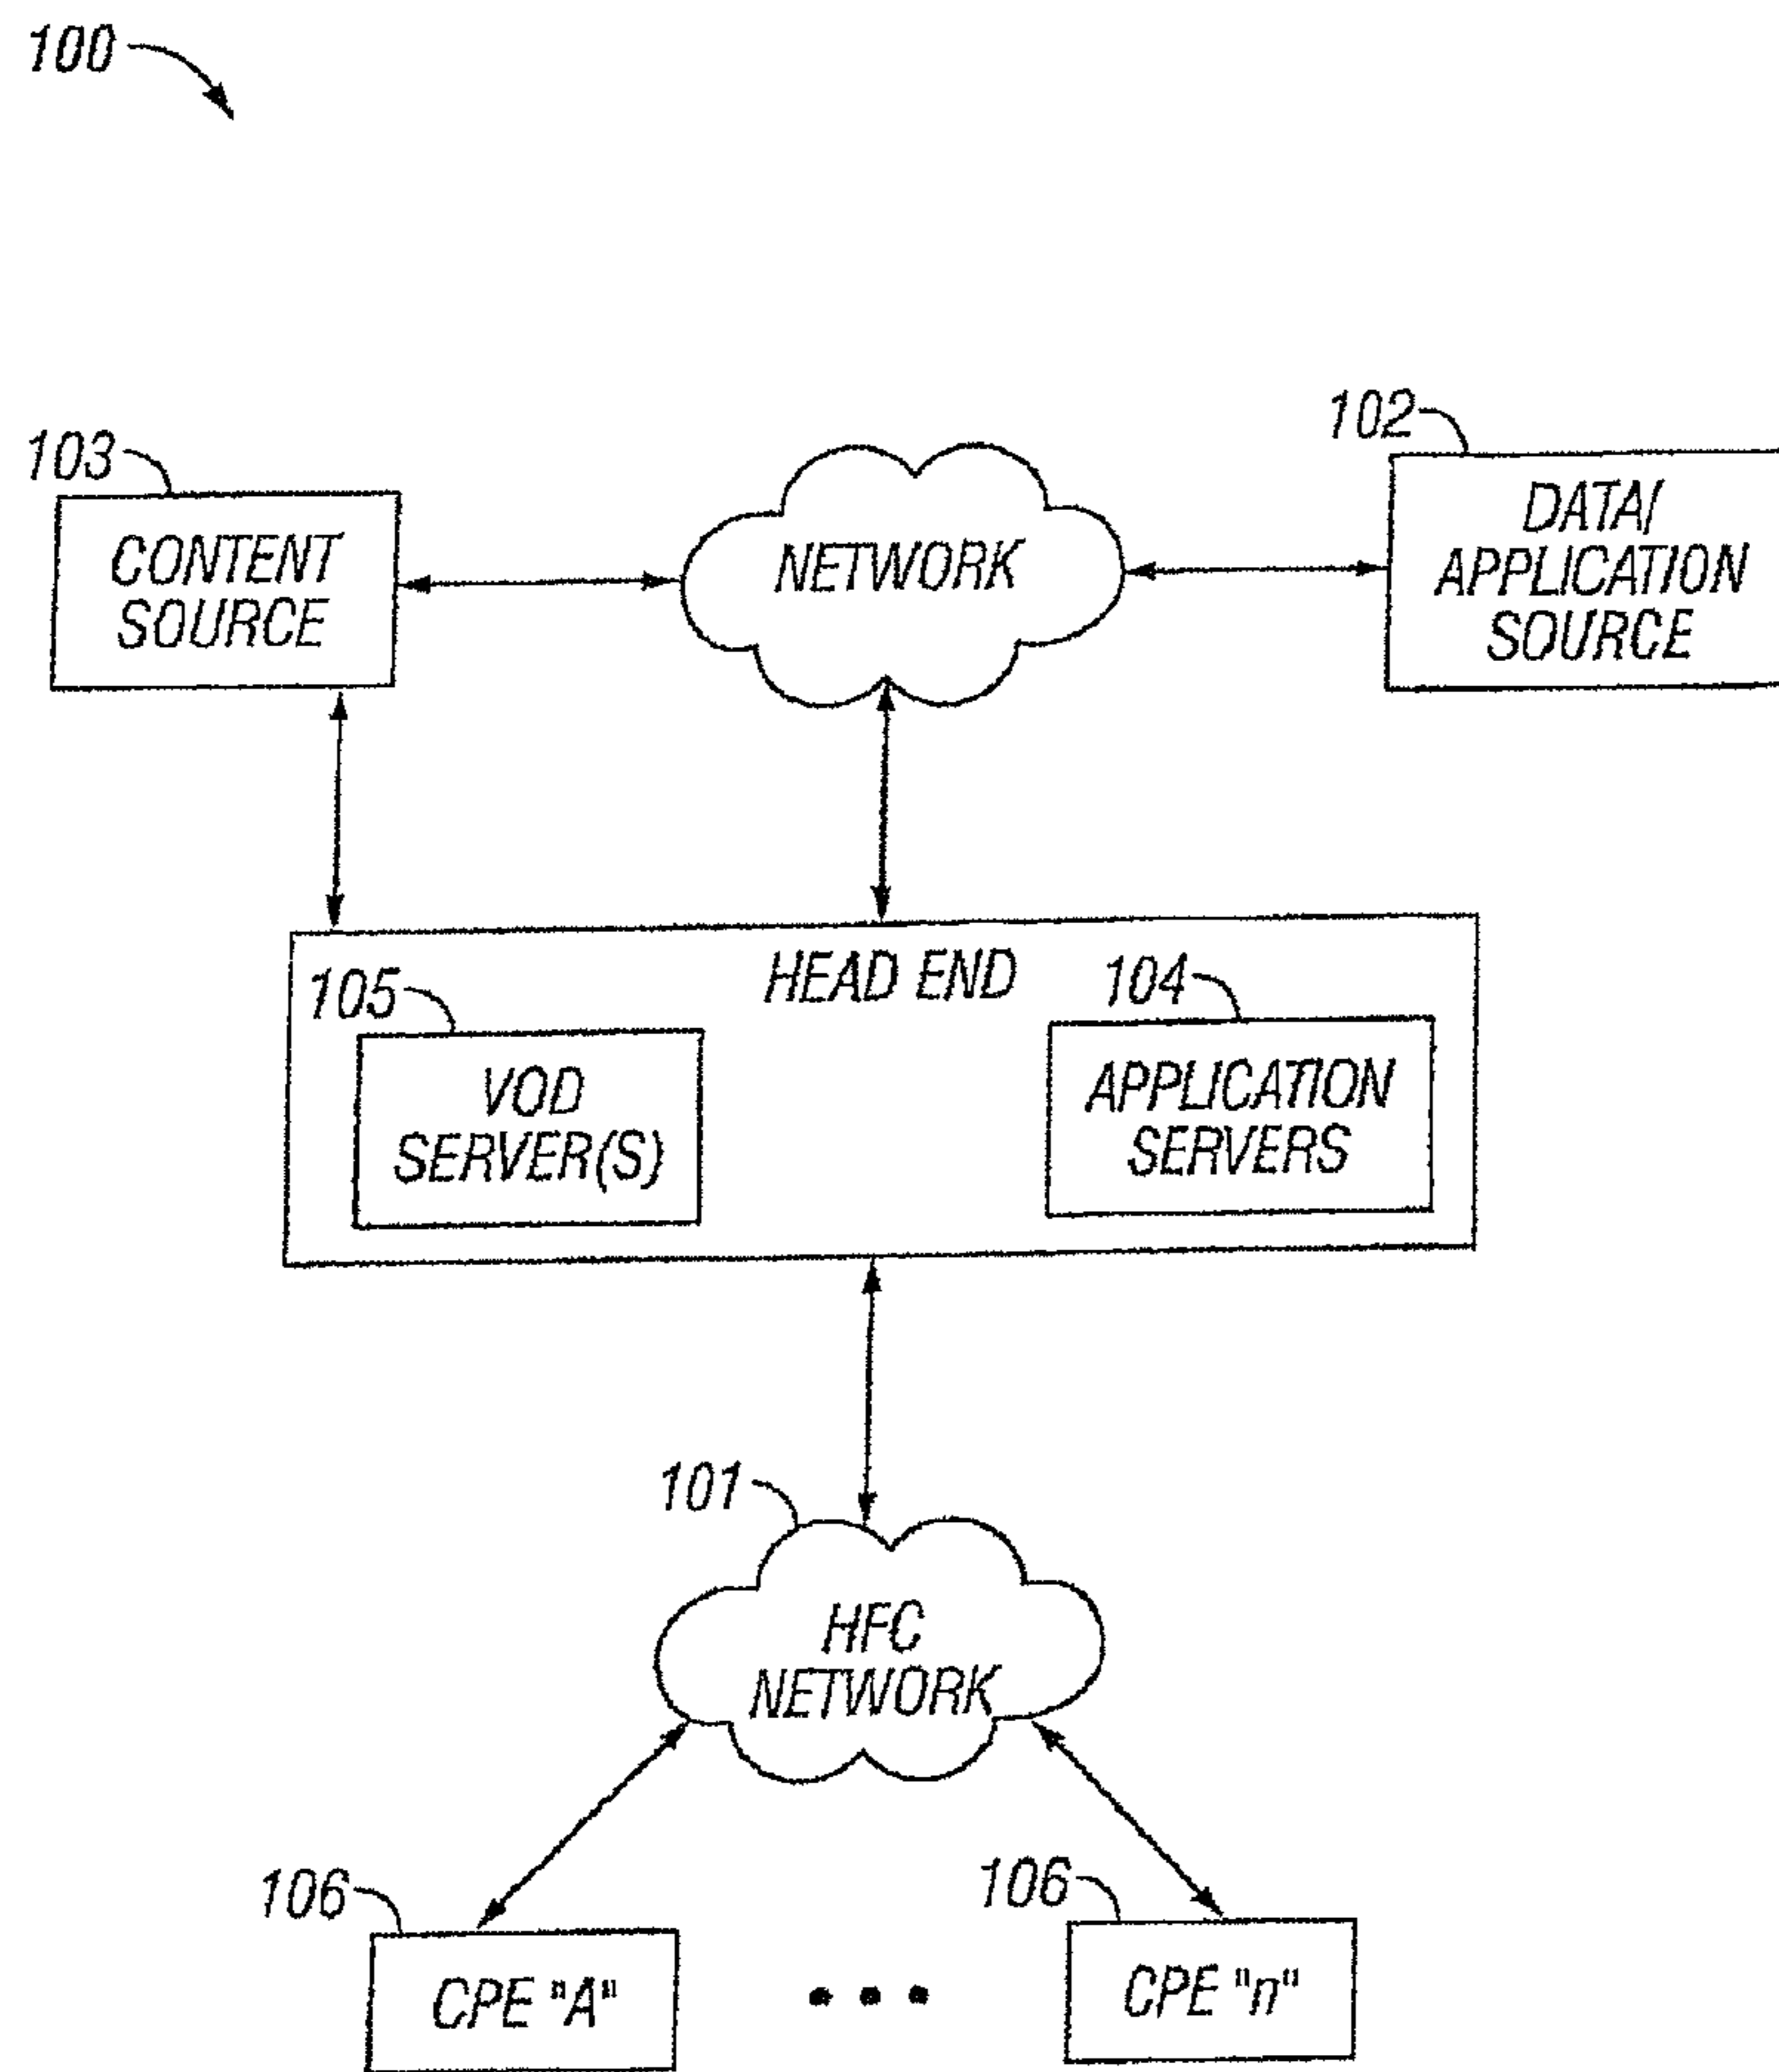 100
103
102
CONTENT
SOURCE
NETWORK
DATA/
APPLICATION
SOURCE
HEAD END
105
104
VOD
SERVER(S)
APPLICATION
SERVERS
101
HFC
NETWORK
106
106
CPE "A"
• • •
CPE "n"